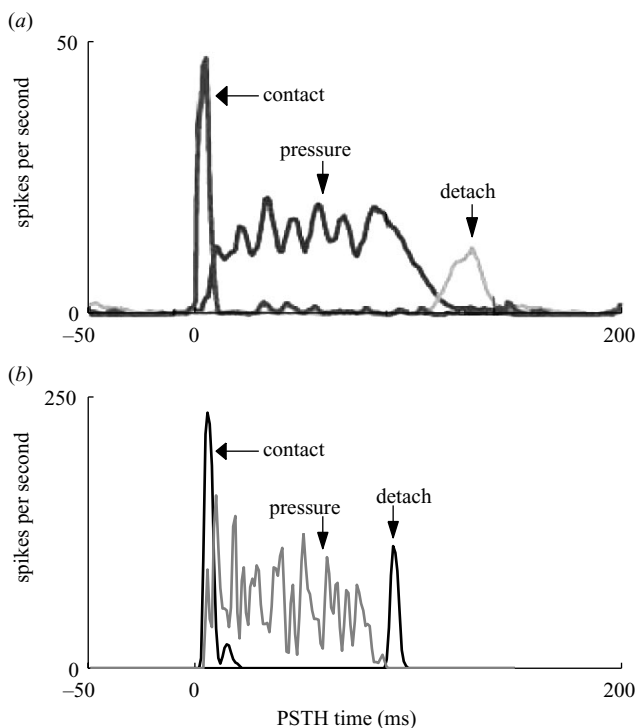 (a)
50
spikes per second
contact
pressure
detach
0
–50
0
200
(b)
250
spikes per second
contact
pressure
detach
0
–50
0
200
PSTH time (ms)